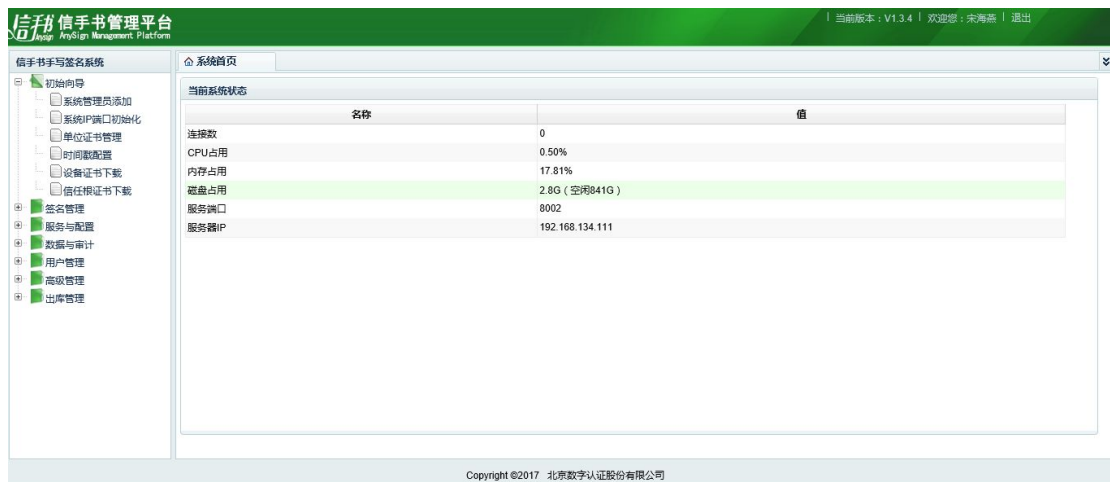 信手书 信手书管理平台
Anysign AnySign Management Platform
当前版本:V1.3.4 欢迎您:宋海燕 退出
信手书手写签名系统
系统首页
初始向导
系统管理员添加
系统IP端口初始化
单位证书管理
时间戳配置
设备证书下载
信任根证书下载
签名管理
服务与配置
数据与审计
用户管理
高级管理
出库管理
当前系统状态
名称 值
连接数 0
CPU占用 0.50%
内存占用 17.81%
磁盘占用 2.8G(空闲841G)
服务端口 8002
服务器IP 192.168.134.111
Copyright ©2017 北京数字认证股份有限公司